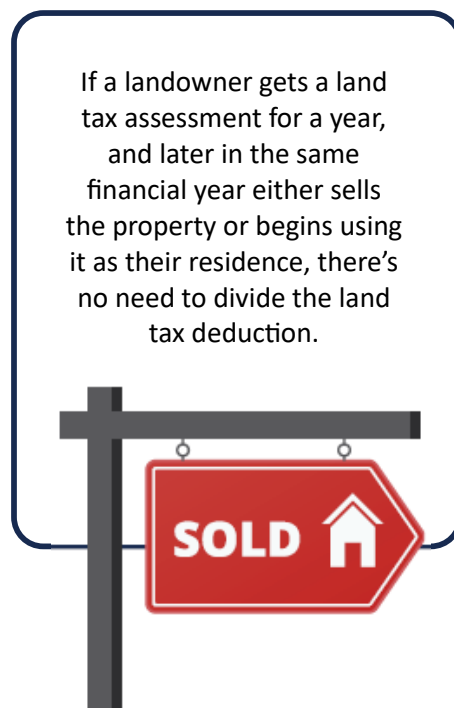 If a landowner gets a land
tax assessment for a year,
and later in the same
financial year either sells
the property or begins using
it as their residence, there’s
no need to divide the land
tax deduction.
SOLD